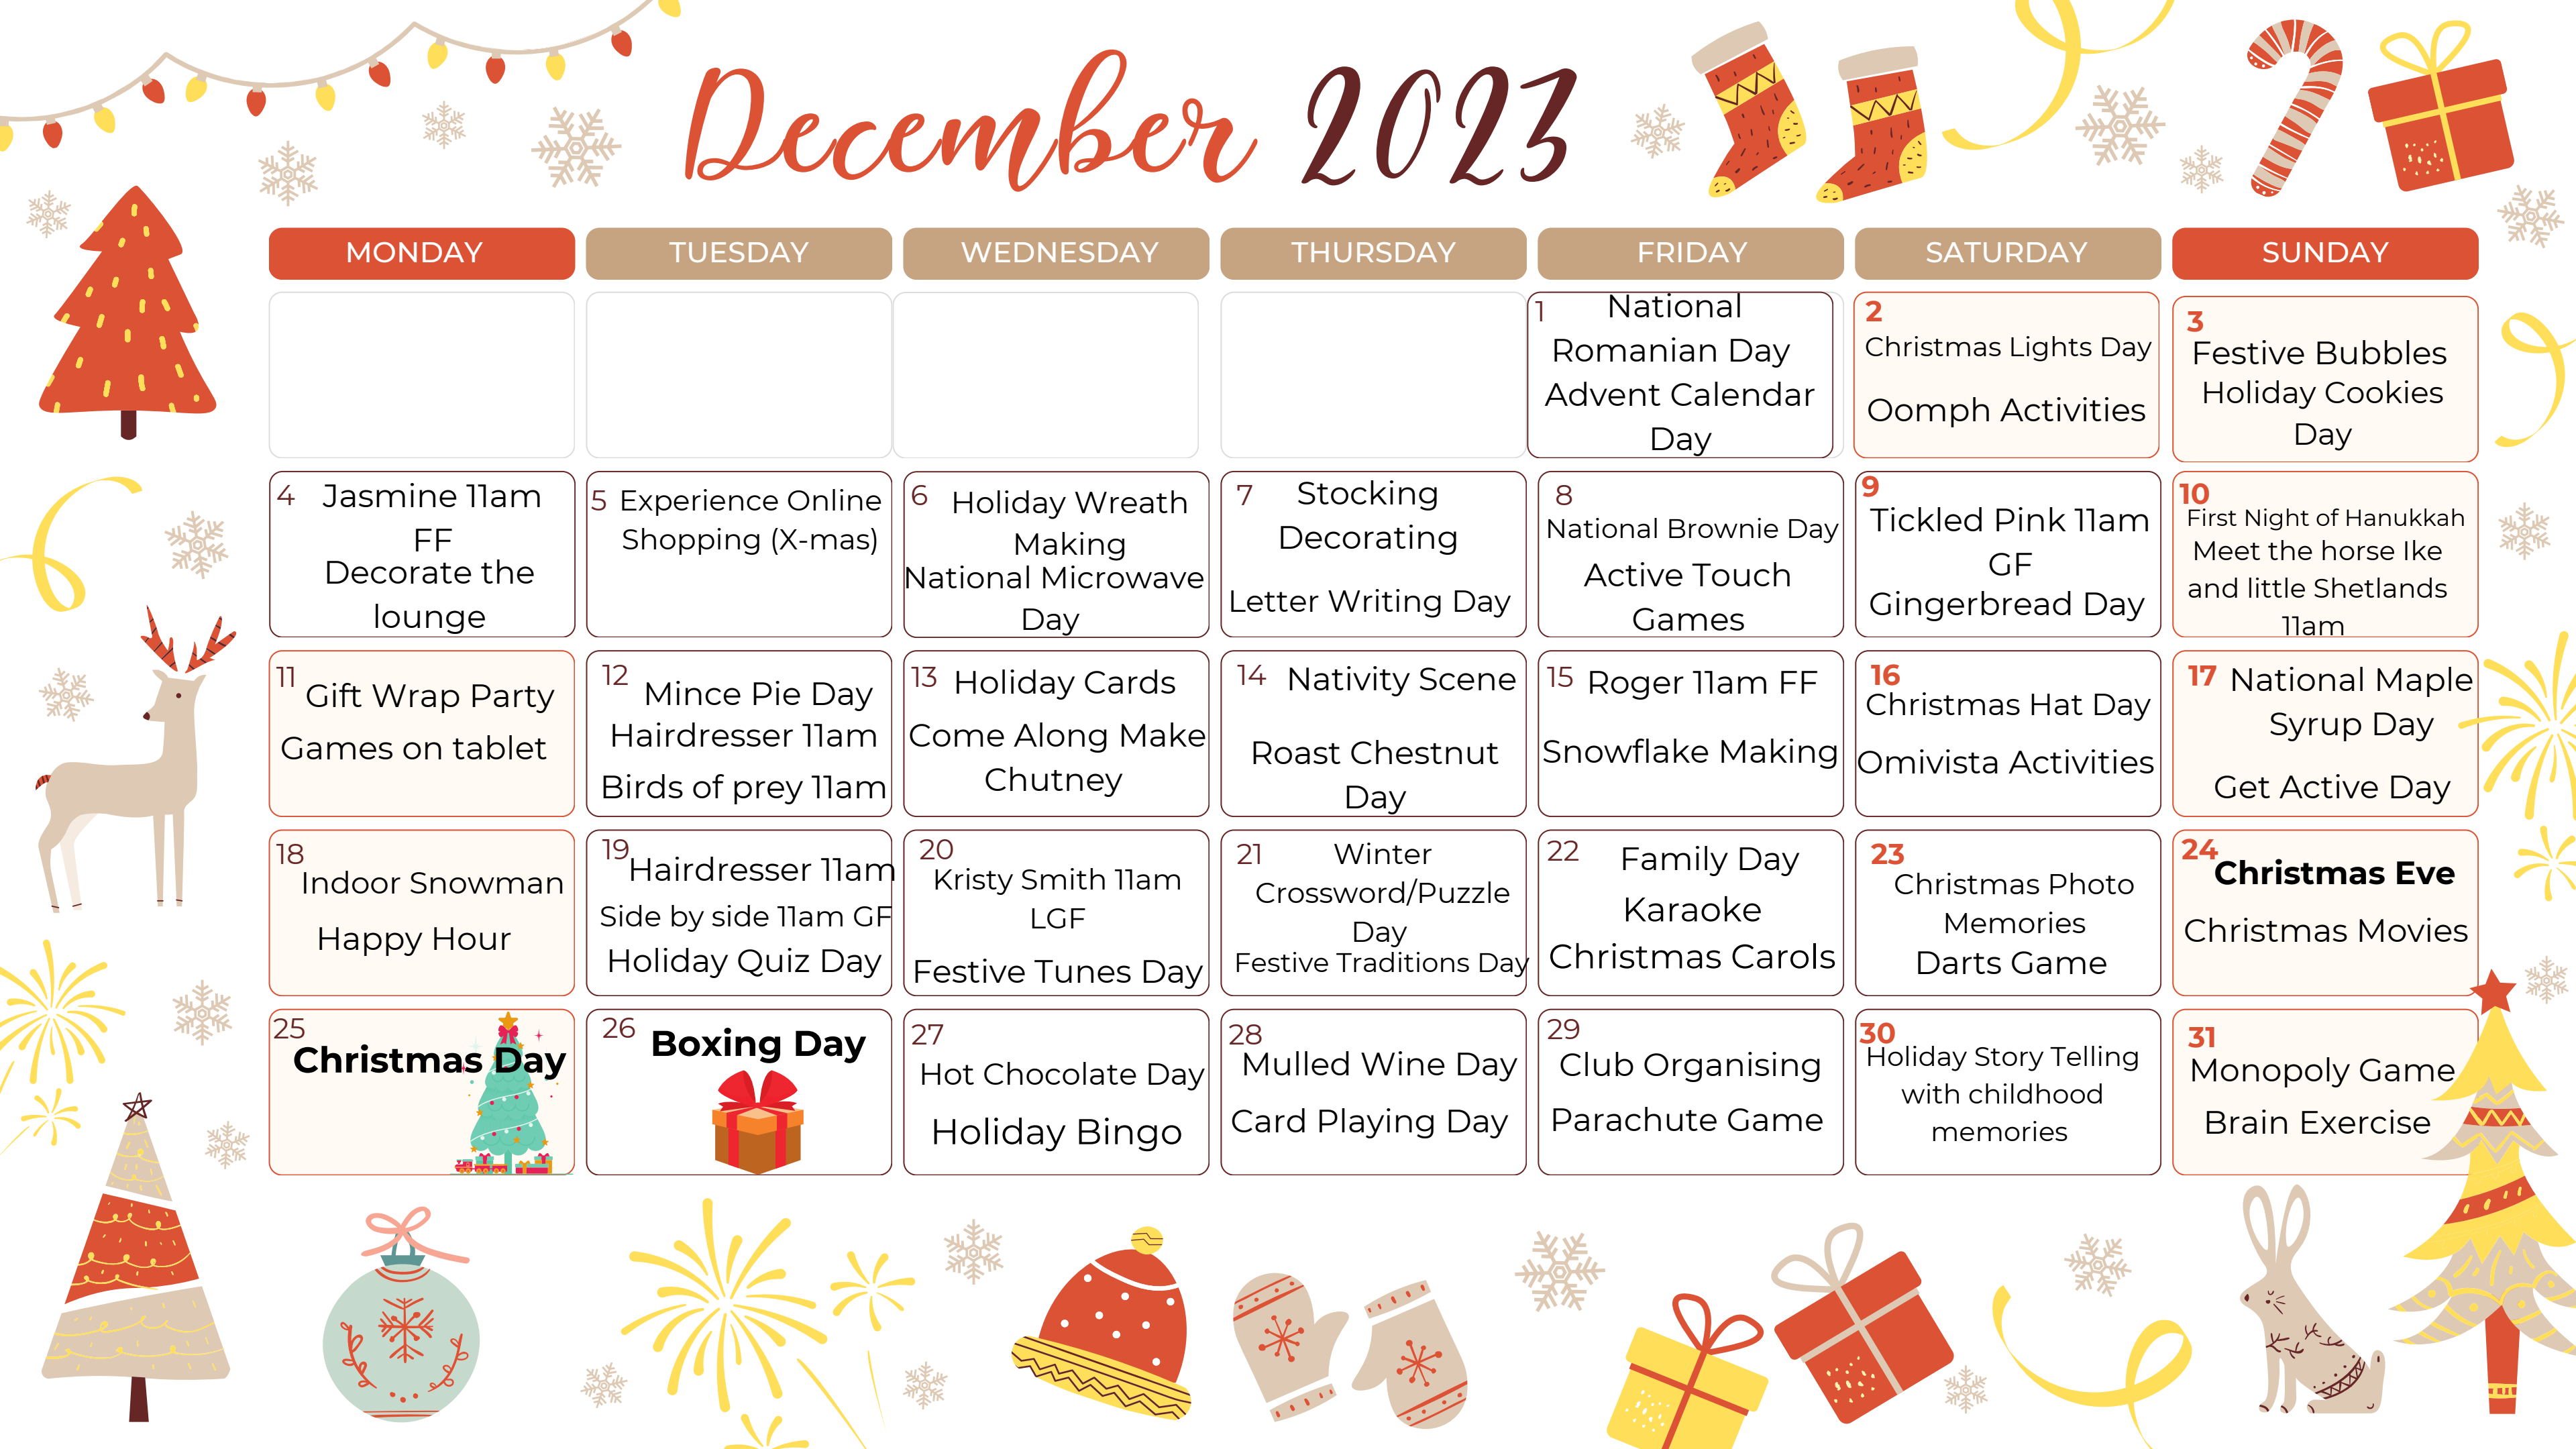 December 2023
MONDAY
TUESDAY
WEDNESDAY
THURSDAY
FRIDAY
SATURDAY
SUNDAY
1
National
Romanian Day
Advent Calendar
Day
2
Christmas Lights Day
Oomph Activities
3
Festive Bubbles
Holiday Cookies
Day
4
Jasmine 11am
FF
Decorate the
lounge
5
Experience Online
Shopping (X-mas)
6
Holiday Wreath
Making
National Microwave
Day
7
Stocking
Decorating
Letter Writing Day
8
National Brownie Day
Active Touch
Games
9
Tickled Pink 11am
GF
Gingerbread Day
10
First Night of Hanukkah
Meet the horse Ike
and little Shetlands
11am
11
Gift Wrap Party
Games on tablet
12
Mince Pie Day
Hairdresser 11am
Birds of prey 11am
13
Holiday Cards
Come Along Make
Chutney
14
Nativity Scene
Roast Chestnut
Day
15
Roger 11am FF
Snowflake Making
16
Christmas Hat Day
Omivista Activities
17
National Maple
Syrup Day
Get Active Day
18
Indoor Snowman
Happy Hour
19
Hairdresser 11am
Side by side 11am GF
Holiday Quiz Day
20
Kristy Smith 11am
LGF
Festive Tunes Day
21
Winter
Crossword/Puzzle
Day
Festive Traditions Day
22
Family Day
Karaoke
Christmas Carols
23
Christmas Photo
Memories
Darts Game
24
Christmas Eve
Christmas Movies
25
Christmas Day
26
Boxing Day
27
Hot Chocolate Day
Holiday Bingo
28
Mulled Wine Day
Card Playing Day
29
Club Organising
Parachute Game
30
Holiday Story Telling
with childhood
memories
31
Monopoly Game
Brain Exercise